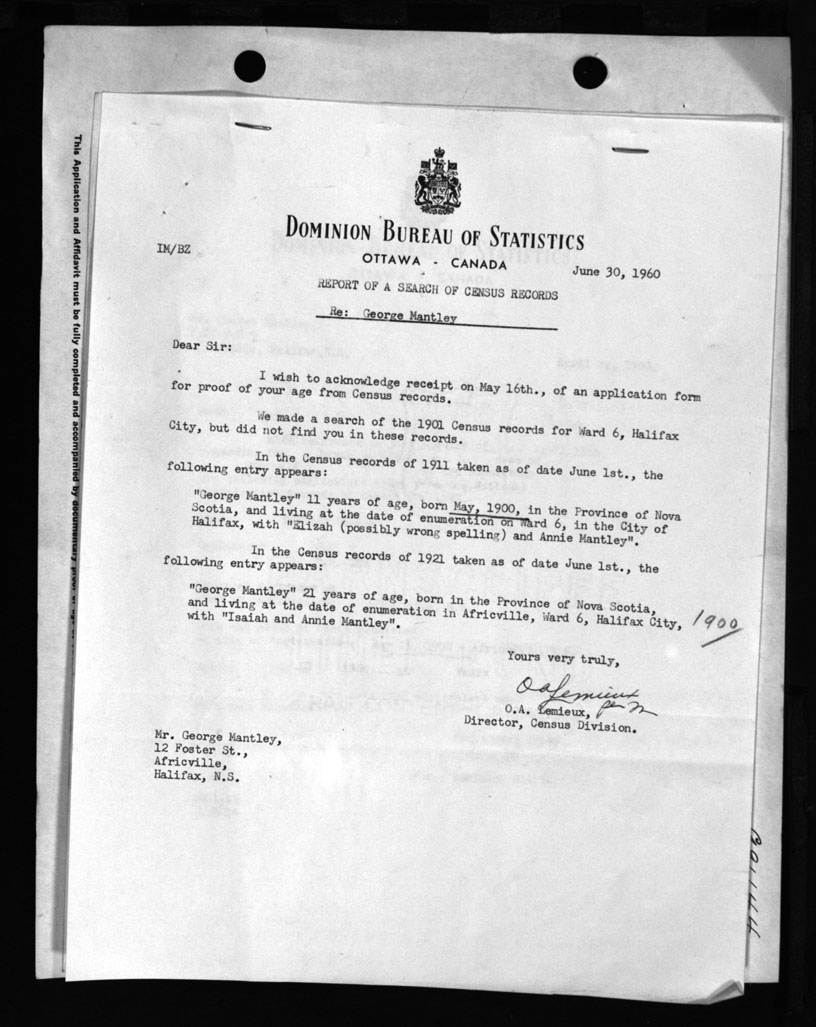 DOMINION BUREAU OF STATISTICS
OTTAWA - CANADA
IM/BZ
June 30, 1960
REPORT OF A SEARCH OF CENSUS RECORDS
Re: George Mantley
Dear Sir:
I wish to acknowledge receipt on May 16th., of an application form
for proof of your age from Census records.
We made a search of the 1901 Census records for Ward 6, Halifax
City, but did not find you in these records.
In the Census records of 1911 taken as of date June 1st., the
following entry appears:
"George Mantley" 11 years of age, born May, 1900, in the Province of Nova
Scotia, and living at the date of enumeration on Ward 6, in the City of
Halifax, with "Elizah (possibly wrong spelling) and Annie Mantley".
In the Census records of 1921 taken as of date June 1st., the
following entry appears:
"George Mantley" 21 years of age, born in the Province of Nova Scotia,
and living at the date of enumeration in Africville, Ward 6, Halifax City,
with "Isaiah and Annie Mantley".
1900
Yours very truly,
OALemieux
per M
O.A. Lemieux,
Director, Census Division.
Mr. George Mantley,
12 Foster St.,
Africville,
Halifax, N.S.
This Application and Affidavit must be fully completed and accompanied by documentary proof of age